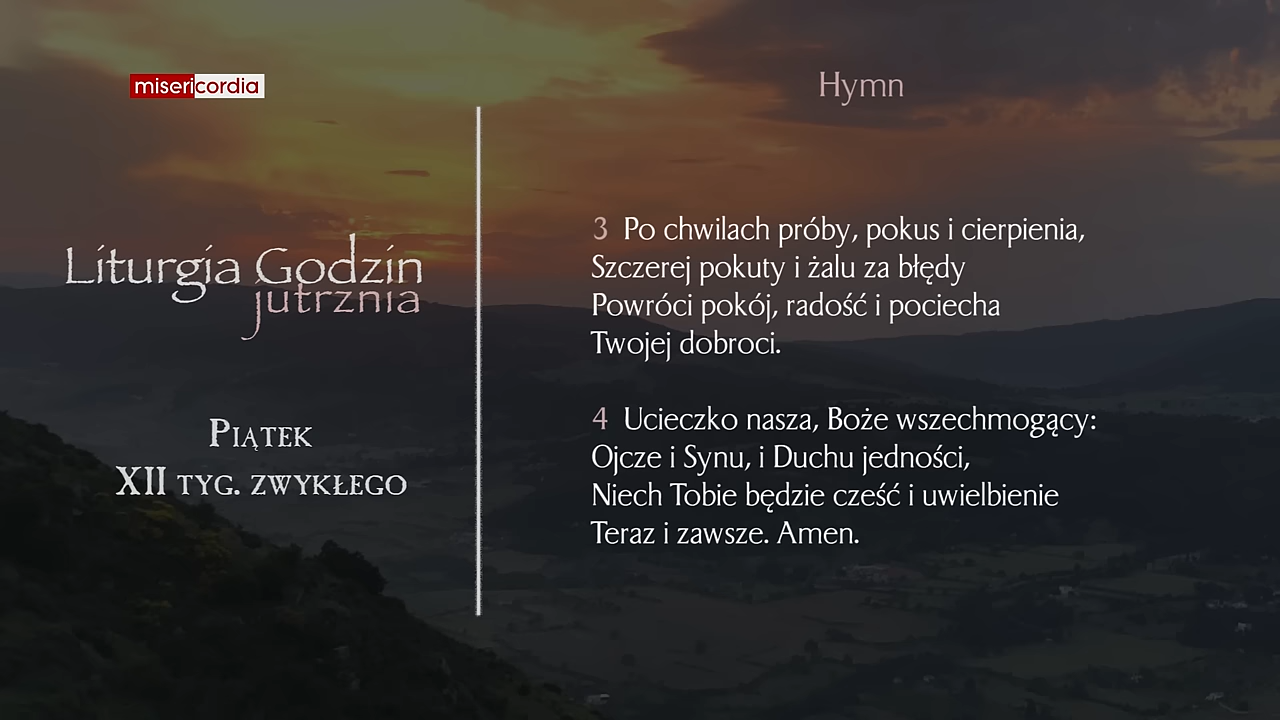 misericordia
Liturgia Godzin
jutrznia
Piątek
XII tyg. zwykłego
Hymn
3 Po chwilach próby, pokus i cierpienia,
Szczerej pokuty i żalu za błędy
Powróci pokój, radość i pociecha
Twojej dobroci.
4 Ucieczko nasza, Boże wszechmogący:
Ojcze i Synu, i Duchu jedności,
Niech Tobie będzie cześć i uwielbienie
Teraz i zawsze. Amen.